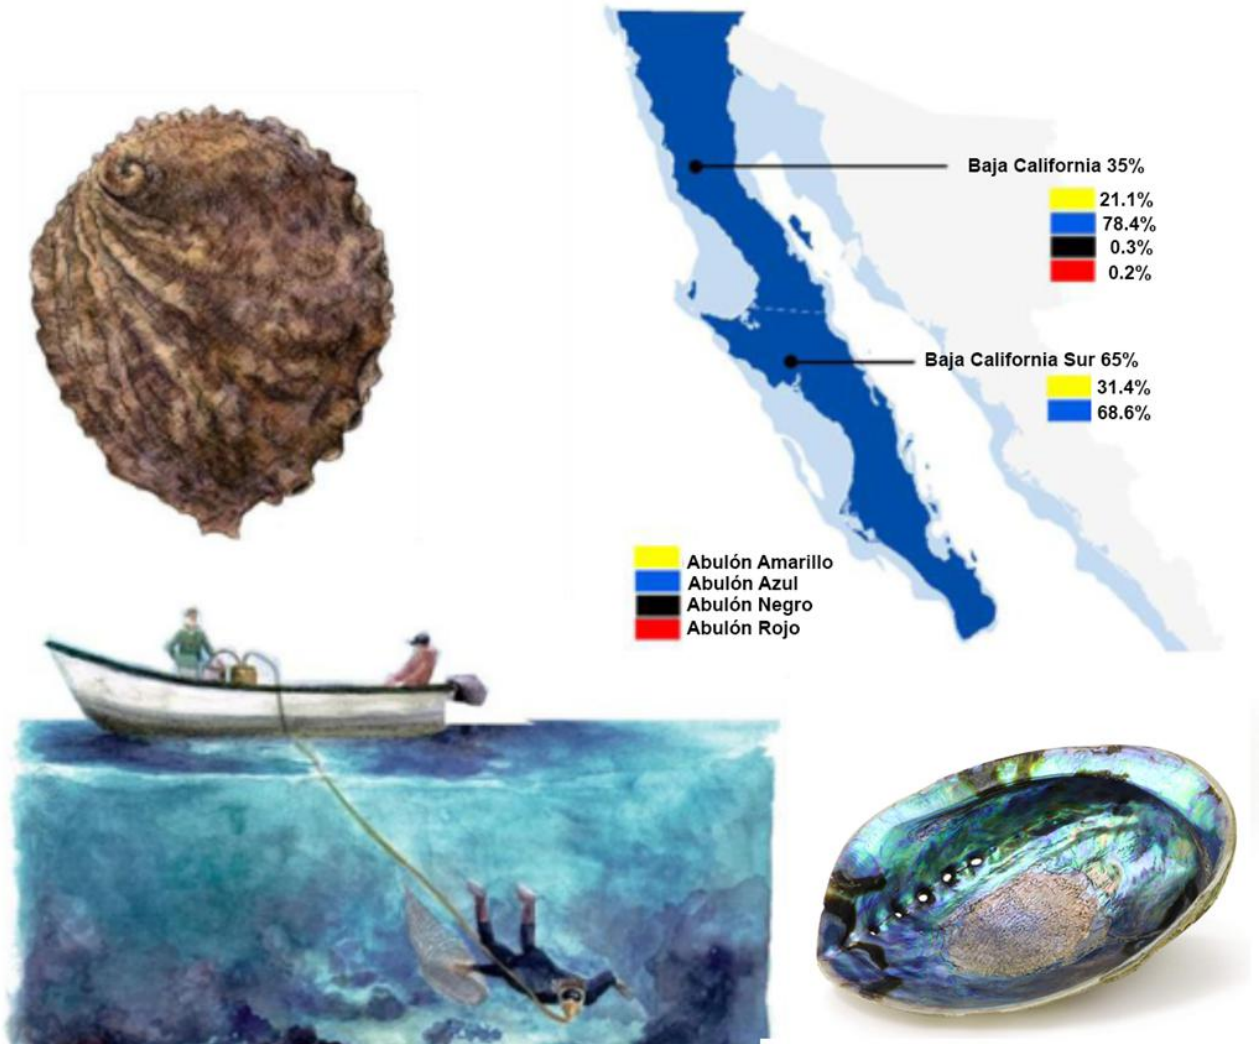 Baja California 35%
21.1%
78.4%
0.3%
0.2%
Baja California Sur 65%
31.4%
68.6%
Abulón Amarillo
Abulón Azul
Abulón Negro
Abulón Rojo